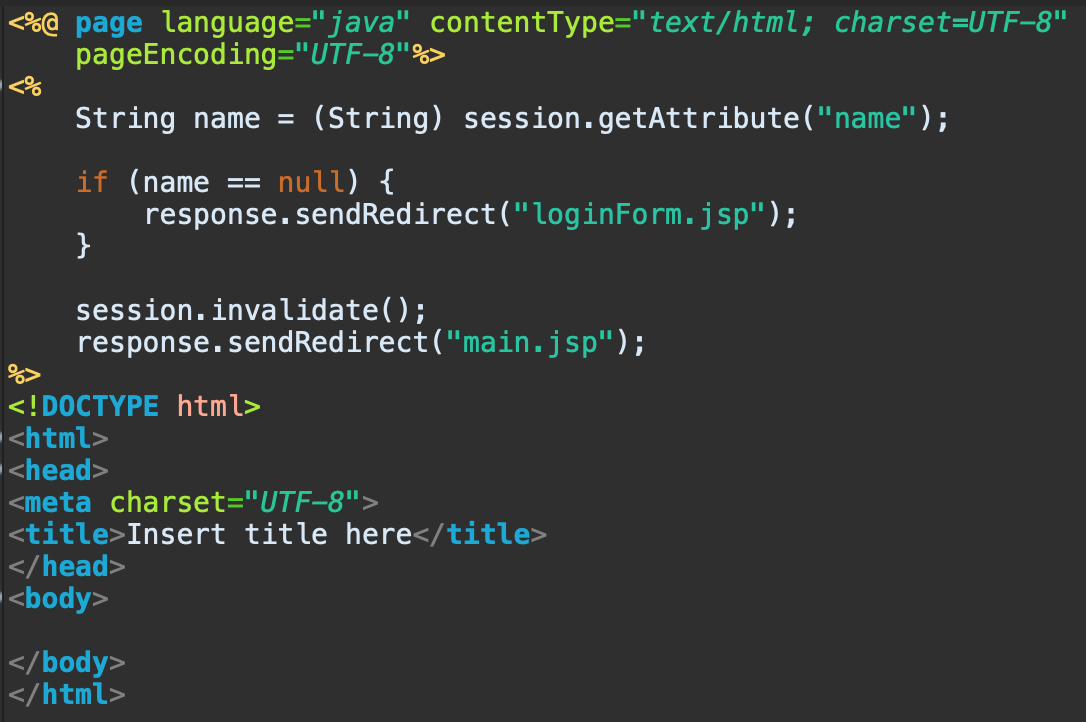 <%@ page language="java" contentType="text/html; charset=UTF-8"
    pageEncoding="UTF-8"%>
<%
    String name = (String) session.getAttribute("name");

    if (name == null) {
        response.sendRedirect("loginForm.jsp");
    }

    session.invalidate();
    response.sendRedirect("main.jsp");
%>
<!DOCTYPE html>
<html>
<head>
<meta charset="UTF-8">
<title>Insert title here</title>
</head>
<body>

</body>
</html>